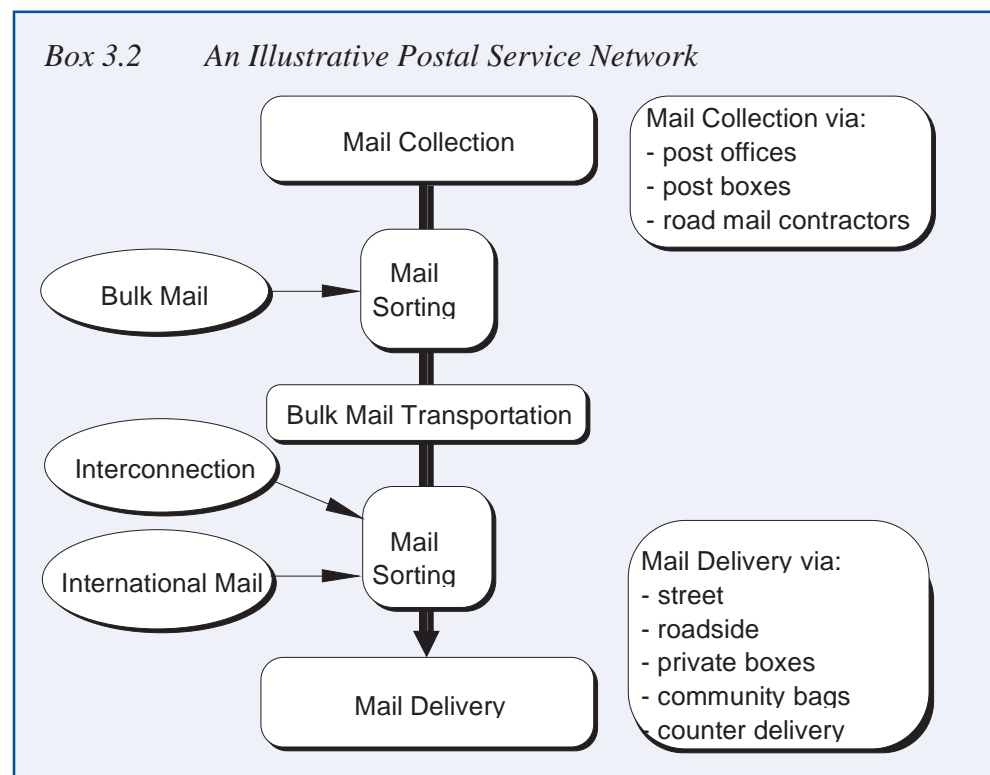 Box 3.2 An Illustrative Postal Service Network
Mail Collection
Mail Collection via:
- post offices
- post boxes
- road mail contractors
Bulk Mail
Mail
Sorting
Bulk Mail Transportation
Interconnection
International Mail
Mail
Sorting
Mail Delivery via:
- street
- roadside
- private boxes
- community bags
- counter delivery
Mail Delivery